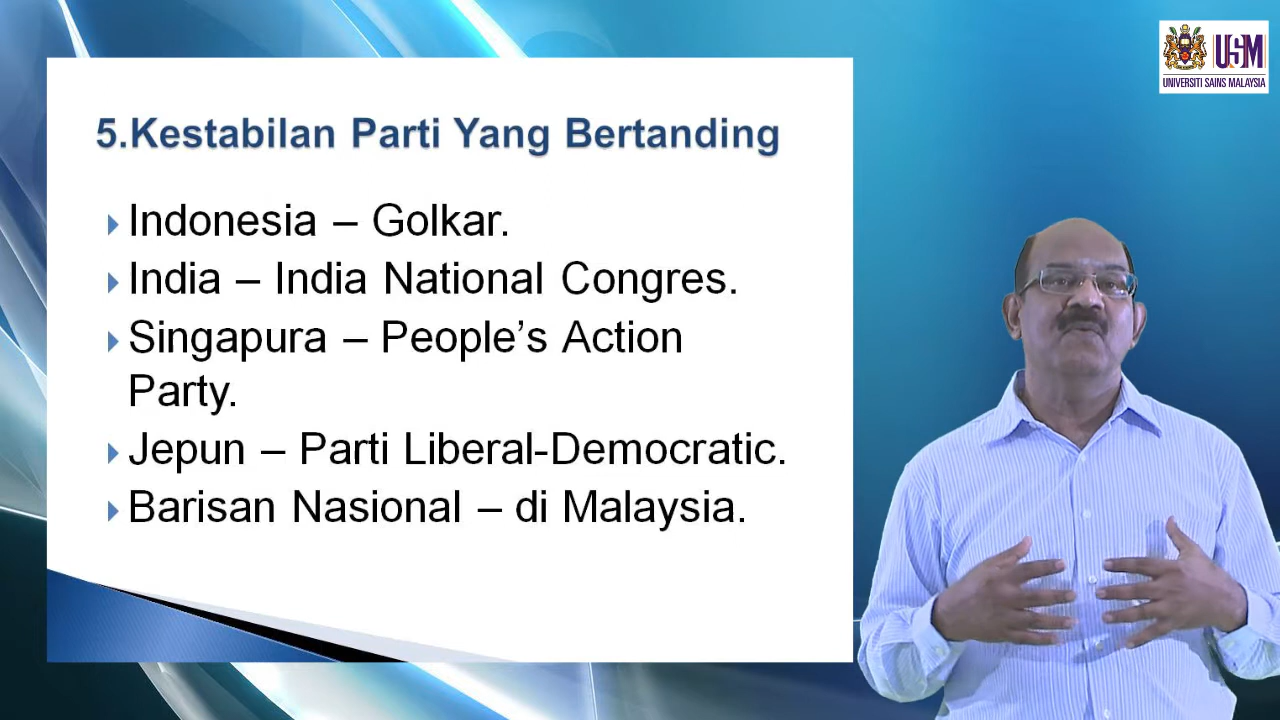 5.Kestabilan Parti Yang Bertanding
Indonesia – Golkar.
India – India National Congres.
Singapura – People’s Action
Party.
Jepun – Parti Liberal-Democratic.
Barisan Nasional – di Malaysia.
USM
UNIVERSITI SAINS MALAYSIA